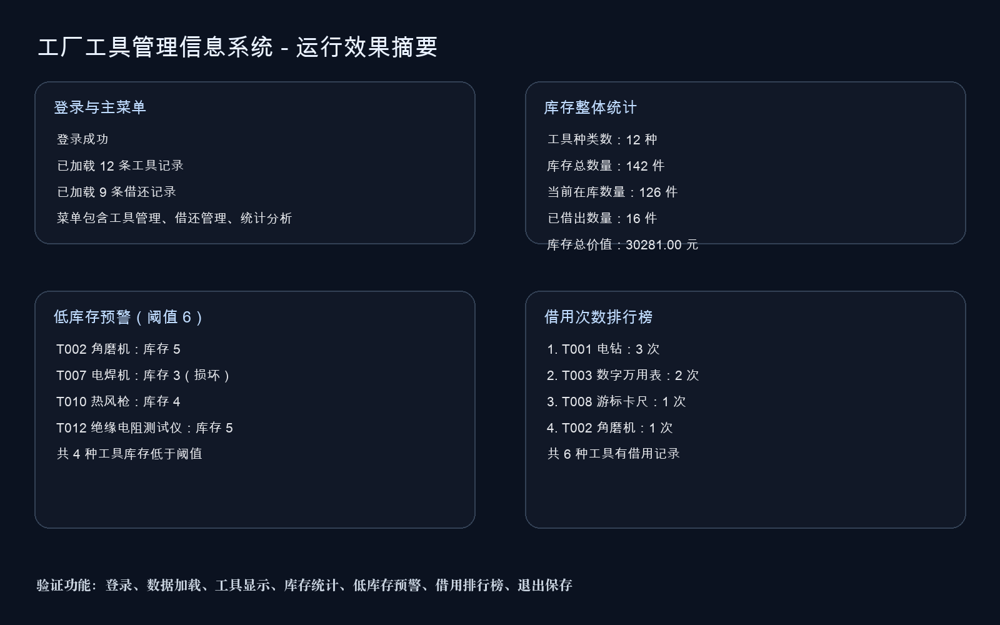 工厂工具管理信息系统 - 运行效果摘要
登录与主菜单
登录成功
已加载 12 条工具记录
已加载 9 条借还记录
菜单包含工具管理、借还管理、统计分析
库存整体统计
工具种类数：12 种
库存总数量：142 件
当前在库数量：126 件
已借出数量：16 件
库存总价值：30281.00 元
低库存预警（阈值 6）
T002 角磨机：库存 5
T007 电焊机：库存 3（损坏）
T010 热风枪：库存 4
T012 绝缘电阻测试仪：库存 5
共 4 种工具库存低于阈值
借用次数排行榜
1. T001 电钻：3 次
2. T003 数字万用表：2 次
3. T008 游标卡尺：1 次
4. T002 角磨机：1 次
共 6 种工具有借用记录
验证功能：登录、数据加载、工具显示、库存统计、低库存预警、借用排行榜、退出保存